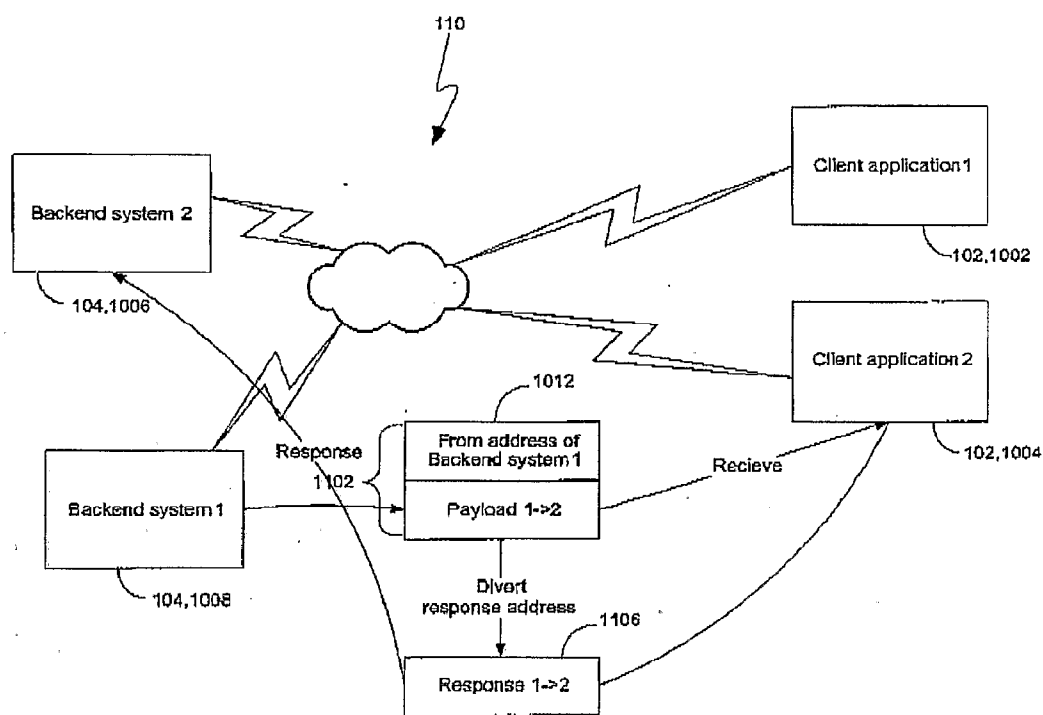 110
Client application 1
Backend system 2
102,1002
104,1006
Client application 2
1012
From address of
Backend system 1
Response
1102
Recieve
102,1004
Backend system 1
Payload 1->2
104,1008
Divert
response address
1106
Response 1->2